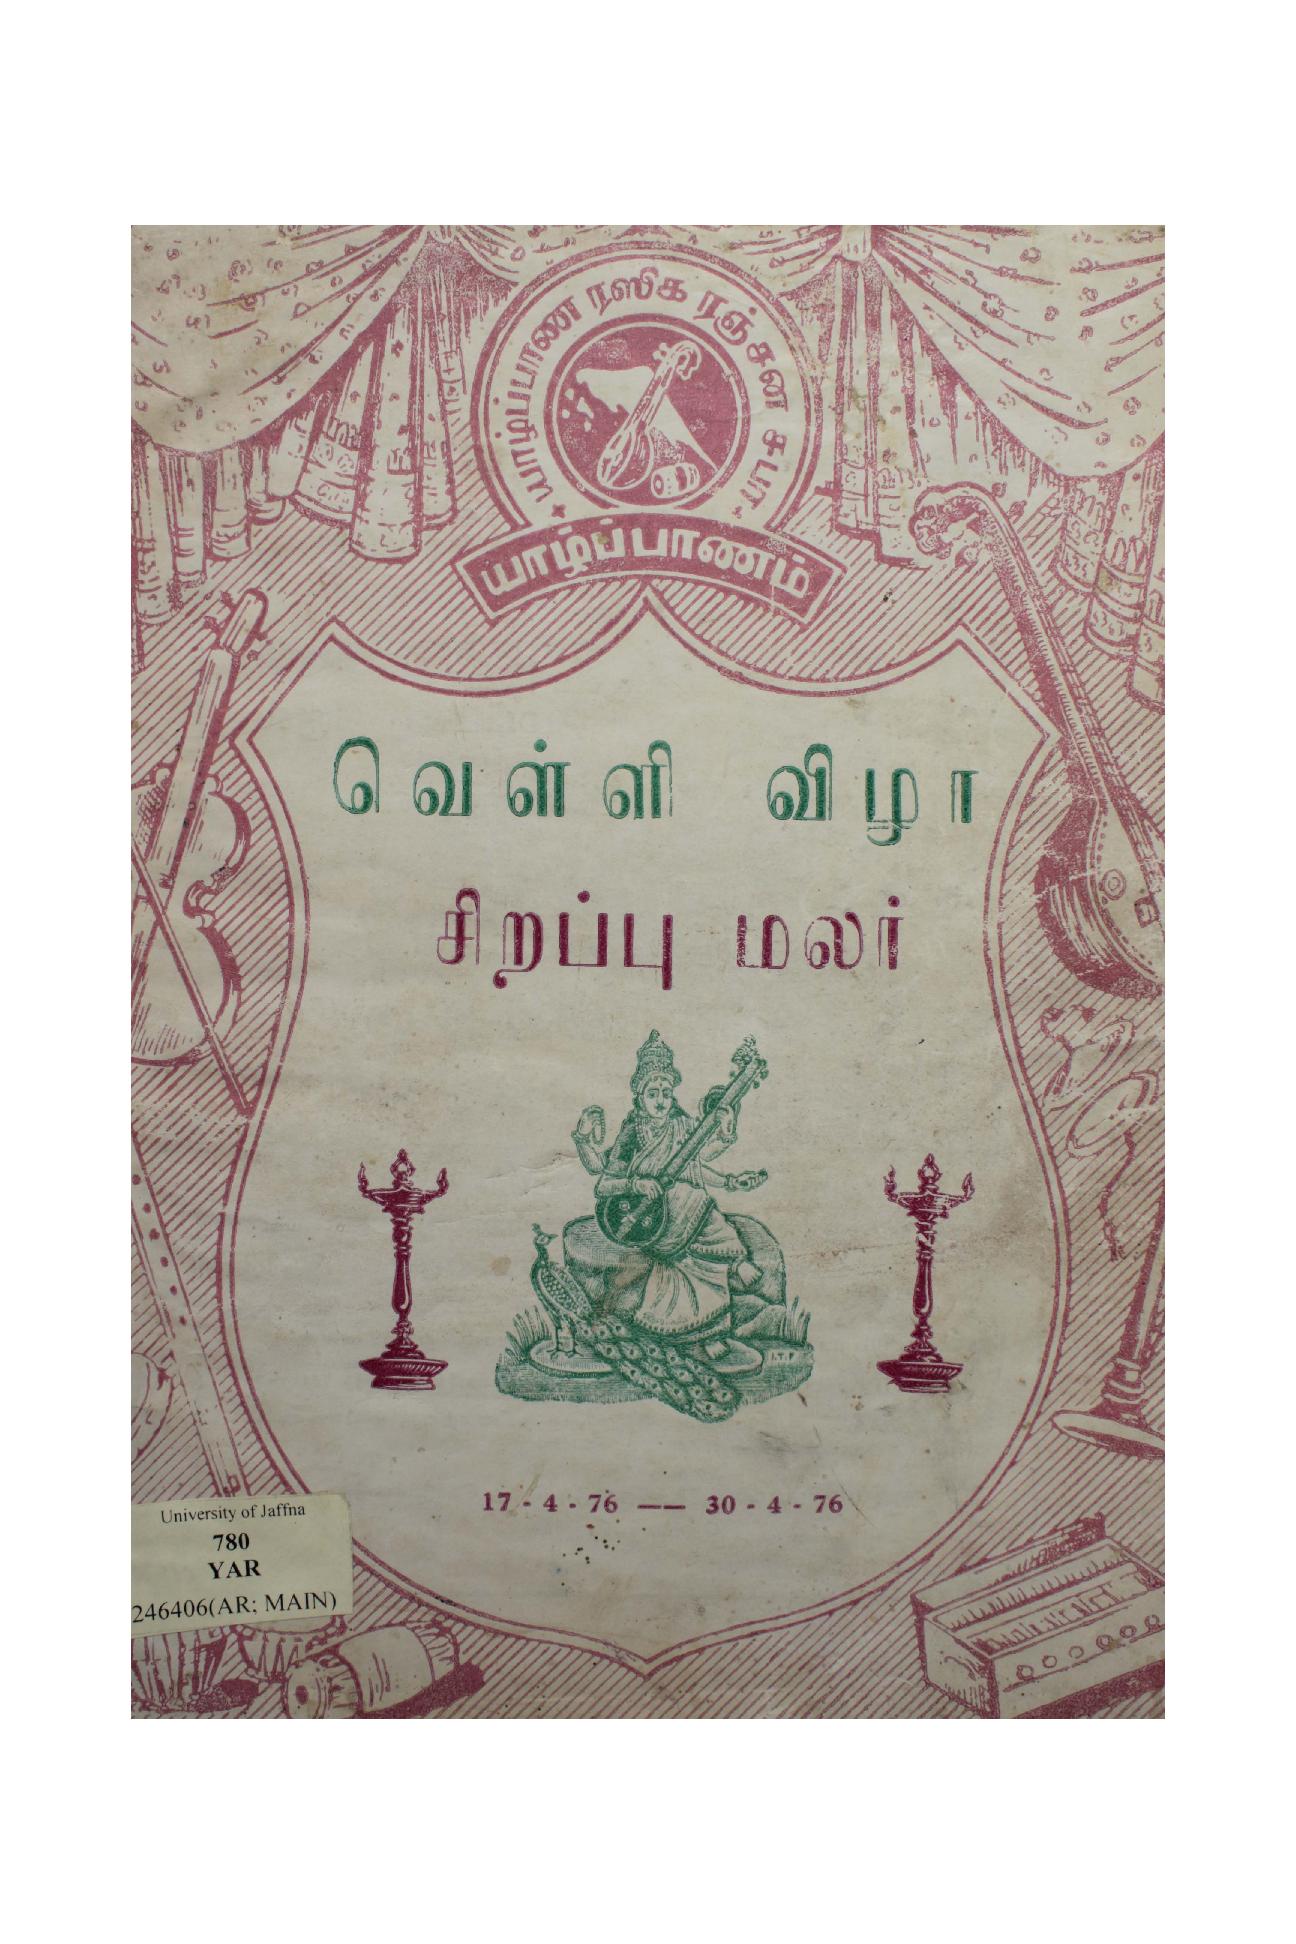 யாழ்ப்பாண ரஸிக ரஞ்சன சபா
யாழ்ப்பாணம்
வெள்ளி விழா
சிறப்பு மலர்
I.T.P
17 - 4 - 76 —— 30 - 4 - 76
University of Jaffna
780
YAR
246406(AR; MAIN)